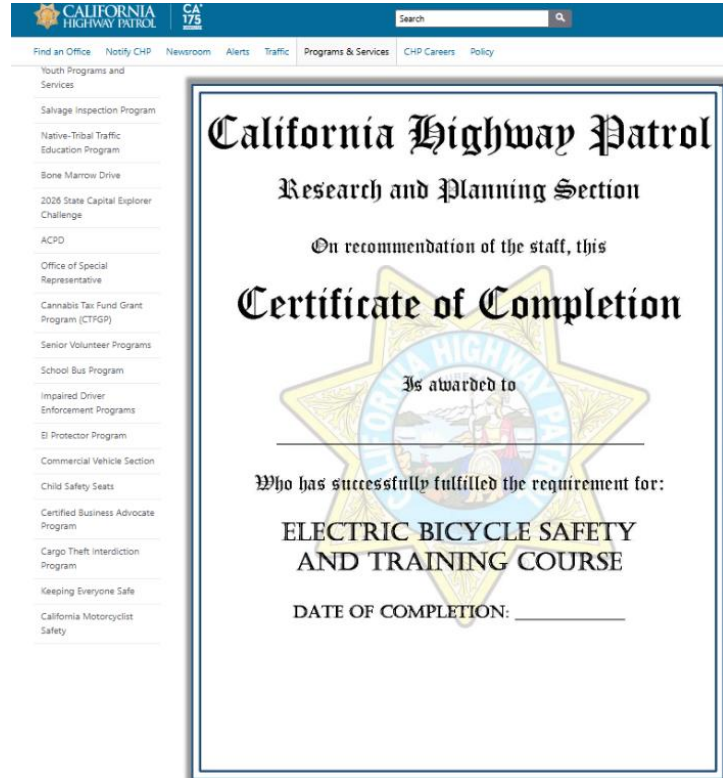 CALIFORNIA
HIGHWAY PATROL
CA
175
Search
Find an Office Notify CHP Newsroom Alerts Traffic Programs & Services CHP Careers Policy
Youth Programs and
Services
Salvage Inspection Program
Native-Tribal Traffic
Education Program
Bone Marrow Drive
2026 State Capital Explorer
Challenge
ACPD
Office of Special
Representative
Cannabis Tax Fund Grant
Program (CTFGP)
Senior Volunteer Programs
School Bus Program
Impaired Driver
Enforcement Programs
El Protector Program
Commercial Vehicle Section
Child Safety Seats
Certified Business Advocate
Program
Cargo Theft Interdiction
Program
Keeping Everyone Safe
California Motorcyclist
Safety
California Highway Patrol
Research and Planning Section
On recommendation of the staff, this
Certificate of Completion
Is awarded to
Who has successfully fulfilled the requirement for:
ELECTRIC BICYCLE SAFETY
AND TRAINING COURSE
DATE OF COMPLETION:
CALIFORNIA HIGHWAY PATROL